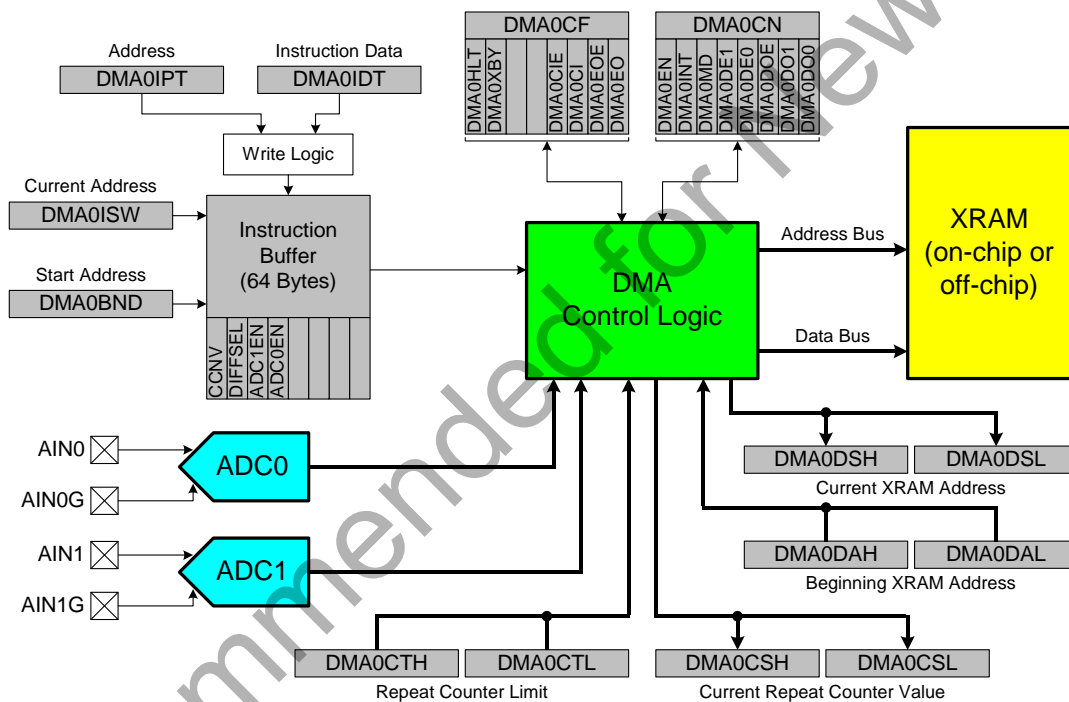 DMA0CF
DMA0HLT
DMA0XBY
DMA0CIE
DMA0CI
DMA0EOE
DMA0EO
DMA0CN
DMA0EN
DMA0INT
DMA0MD
DMA0DE1
DMA0DE0
DMA0DOE
DMA0DO1
DMA0DO0
Address
DMA0IPT
Instruction Data
DMA0IDT
Write Logic
Current Address
DMA0ISW
Start Address
DMA0BND
Instruction
Buffer
(64 Bytes)
CCNV
DIFFSEL
ADC1EN
ADC0EN
DMA
Control Logic
Address Bus
Data Bus
XRAM
(on-chip or
off-chip)
AIN0
AIN0G
ADC0
AIN1
AIN1G
ADC1
DMA0DSH
DMA0DSL
Current XRAM Address
DMA0DAH
DMA0DAL
Beginning XRAM Address
DMA0CTH
DMA0CTL
Repeat Counter Limit
DMA0CSH
DMA0CSL
Current Repeat Counter Value
mmended for New